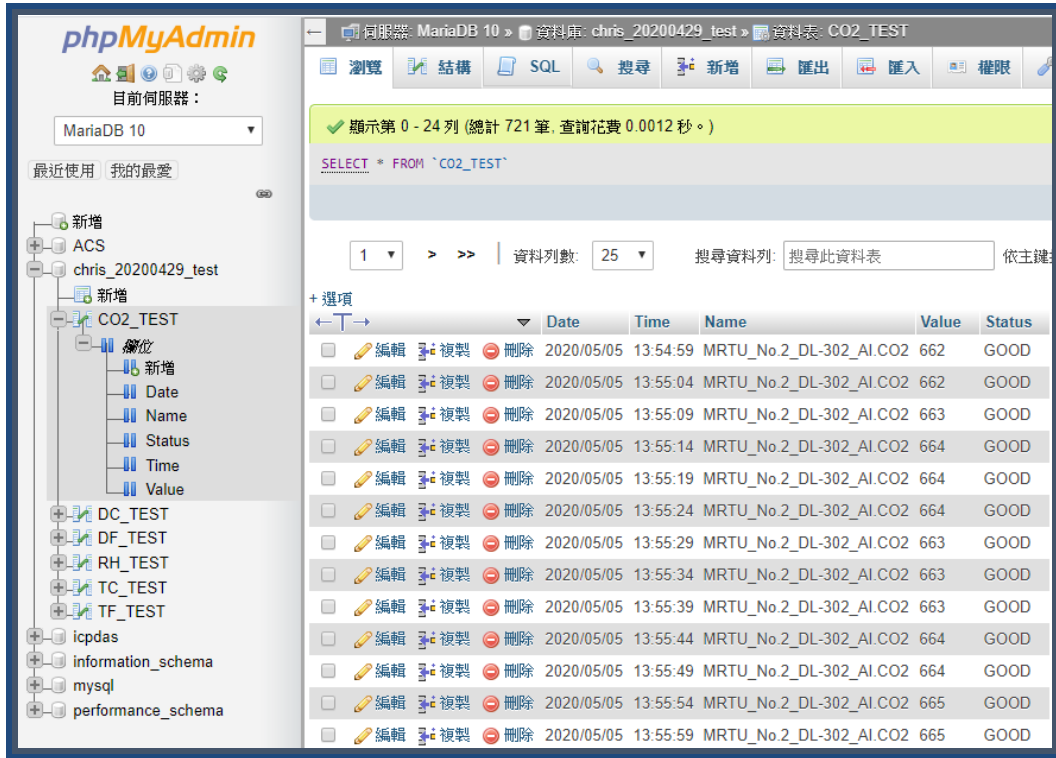 phpMyAdmin
目前伺服器：
MariaDB 10
最近使用 我的最愛
新增
ACS
chris_20200429_test
新增
CO2_TEST
欄位
新增
Date
Name
Status
Time
Value
DC_TEST
DF_TEST
RH_TEST
TC_TEST
TF_TEST
icpdas
information_schema
mysql
performance_schema
伺服器: MariaDB 10 » 資料庫: chris_20200429_test » 資料表: CO2_TEST
瀏覽 結構 SQL 搜尋 新增 匯出 匯入 權限
顯示第 0 - 24 列 (總計 721 筆, 查詢花費 0.0012 秒。)
SELECT * FROM `CO2_TEST`
1 > >> 資料列數: 25 搜尋資料列: 搜尋此資料表 依主鍵
+ 選項
←T→ Date Time Name Value Status
編輯 複製 刪除 2020/05/05 13:54:59 MRTU_No.2_DL-302_AI.CO2 662 GOOD
編輯 複製 刪除 2020/05/05 13:55:04 MRTU_No.2_DL-302_AI.CO2 662 GOOD
編輯 複製 刪除 2020/05/05 13:55:09 MRTU_No.2_DL-302_AI.CO2 663 GOOD
編輯 複製 刪除 2020/05/05 13:55:14 MRTU_No.2_DL-302_AI.CO2 664 GOOD
編輯 複製 刪除 2020/05/05 13:55:19 MRTU_No.2_DL-302_AI.CO2 664 GOOD
編輯 複製 刪除 2020/05/05 13:55:24 MRTU_No.2_DL-302_AI.CO2 664 GOOD
編輯 複製 刪除 2020/05/05 13:55:29 MRTU_No.2_DL-302_AI.CO2 663 GOOD
編輯 複製 刪除 2020/05/05 13:55:34 MRTU_No.2_DL-302_AI.CO2 663 GOOD
編輯 複製 刪除 2020/05/05 13:55:39 MRTU_No.2_DL-302_AI.CO2 663 GOOD
編輯 複製 刪除 2020/05/05 13:55:44 MRTU_No.2_DL-302_AI.CO2 664 GOOD
編輯 複製 刪除 2020/05/05 13:55:49 MRTU_No.2_DL-302_AI.CO2 664 GOOD
編輯 複製 刪除 2020/05/05 13:55:54 MRTU_No.2_DL-302_AI.CO2 665 GOOD
編輯 複製 刪除 2020/05/05 13:55:59 MRTU_No.2_DL-302_AI.CO2 665 GOOD